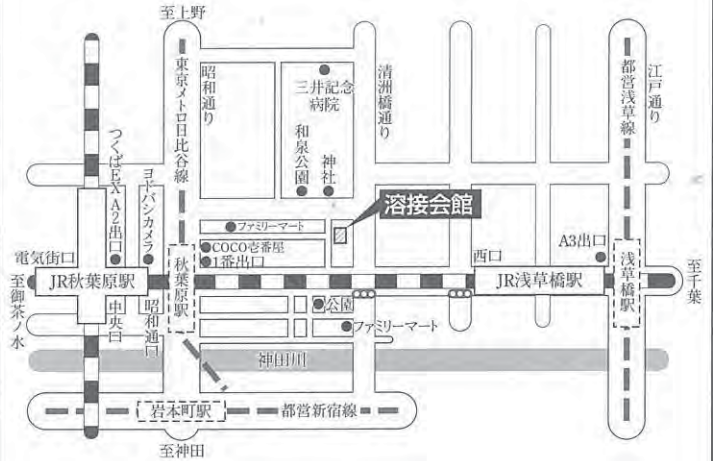 至上野
東京メトロ日比谷線
昭和通り
三井記念
病院
和泉公園
神社
清洲橋通り
都営浅草線
江戸通り
つくばEX A2出口
ヨドバシカメラ
ファミリーマート
溶接会館
COCO壱番屋
1番出口
電気街口
JR秋葉原駅
秋葉原駅
西口
JR浅草橋駅
A3出口
浅草橋駅
至千葉
至御茶ノ水
中央口
昭和通口
公園
ファミリーマート
神田川
岩本町駅
都営新宿線
至神田